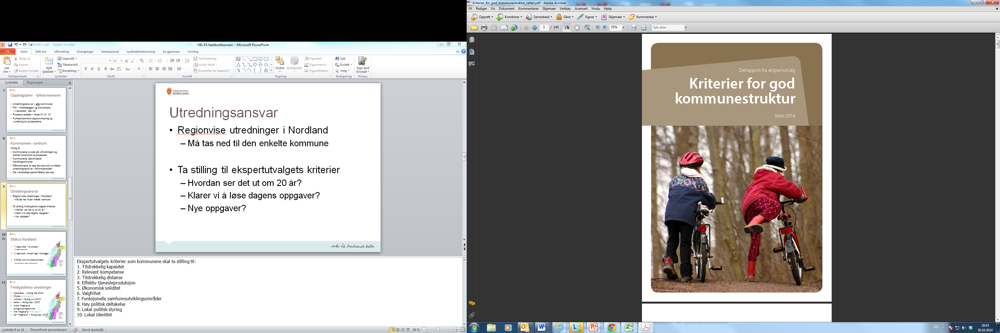 HIS-KS høstkonferansen - Microsoft PowerPoint
Fil Hjem Sett inn Utforming Overganger Animasjoner Lysbildefremvisning Se gjennom Visning
Klipp ut
Kopier
Kopier format
Lim inn
Utklippstavle
Nytt lysbilde
Oppsett
Tilbakestill
Inndeling
Lysbilder
28
Skrift
Tekstretning
Juster tekst
Konverter til SmartArt
Avsnitt
Ordne
Hurtigstiler
Figurfyll
Figuromriss
Figureffekter
Tegning
Søk
Erstatt
Velg
Redigering
Sign and Encrypt
Privacy
Lysbilder Disposisjon
7
Oppdragsbrev - fylkesmennene
• Utredningsansvar – alle kommuner
• FM – tilrettelegger og koordinator
– I samarbeid med KS
• Prosessveileder – tiltrer 01.01.15
• Fylkesmannens oppsummering og
vurdering av prosessene
8
Kommunene i sentrum
Viktig at:
• Kommunene svarer på utfordringen og
starter konstruktive prosesser
• Kommunene identifiserer
handlingsrommet
• Rådmennene er seg bevisst sitt utvidede
utredningsansvar i reformperioden
• De vanskelige spørsmålene tas opp
9
Utredningsansvar
• Regionvise utredninger i Nordland
– Må tas ned til den enkelte kommune
• Ta stilling til ekspertutvalgets kriterier
– Hvordan ser det ut om 20 år?
– Klarer vi å løse dagens oppgaver?
– Nye oppgaver?
10
Status Nordland
• 7 regionråd – 6 utreder
• 2 regionale utredninger foreligger
• 5 felles kommunestyremøter
11
Ferdigstillelse utredninger
• Vesterålen – ferdig feb.2015
• Ofoten – ferdigstilt
• Lofoten – ferdig juni 2015
• Salten – ferdig sep. 2015
• Indre Helgeland-
byregionprogrammet
• Ytre Helgeland – ferdigstilt
• Sør Helgeland – ferdig sep. 2015
Fylkesmannen i
NORDLAND
Utredningsansvar
• Regionvise utredninger i Nordland
– Må tas ned til den enkelte kommune
• Ta stilling til ekspertutvalgets kriterier
– Hvordan ser det ut om 20 år?
– Klarer vi å løse dagens oppgaver?
– Nye oppgaver?
- virker til Nordlands beste
Ekspertutvalgets kriterier som kommunene skal ta stilling til:
1. Tilstrekkelig kapasitet
2. Relevant kompetanse
3. Tilstrekkelig distanse
4. Effektiv tjenesteproduksjon
5. Økonomisk soliditet
6. Valgfrihet
7. Funksjonelle samfunnsutviklingsområder
8. Høy politisk deltakelse
9. Lokal politisk styring
10. Lokal identitet
Lysbilde 9 av 18 "PowerPoint-presentasjon" Norsk (bokmål) 84 %
Kriterier_for_god_kommunestruktur_rettet.pdf - Adobe Acrobat
Fil Rediger Vis Dokument Kommentarer Skjemaer Verktøy Avansert Vindu Hjelp
Opprett Kombiner Samarbeid Sikre Signer Skjemaer Kommentar
1 / 140 75% Søk etter
Delrapport fra ekspertutvalg
Kriterier for god
kommunestruktur
Mars 2014
NO
20:43
20.10.2014